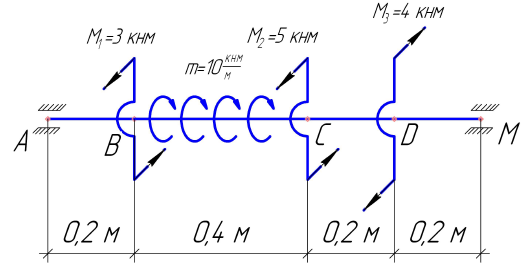 M₁=3 кнм
m=10 кнм/м
M₂=5 кнм
M₃=4 кнм
A
B
C
D
M
0,2 м
0,4 м
0,2 м
0,2 м